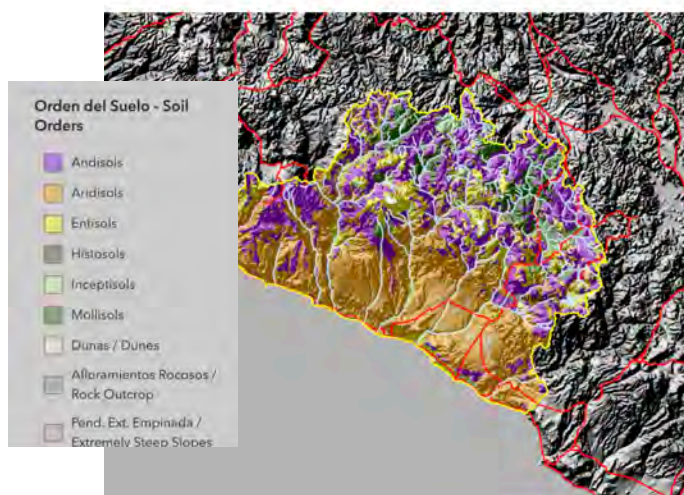 Orden del Suelo - Soil
Orders
Andisols
Aridisols
Entisols
Histosols
Inceptisols
Mollisols
Dunas / Dunes
Afloramientos Rocosos /
Rock Outcrop
Pend. Ext. Empinada /
Extremely Steep Slopes